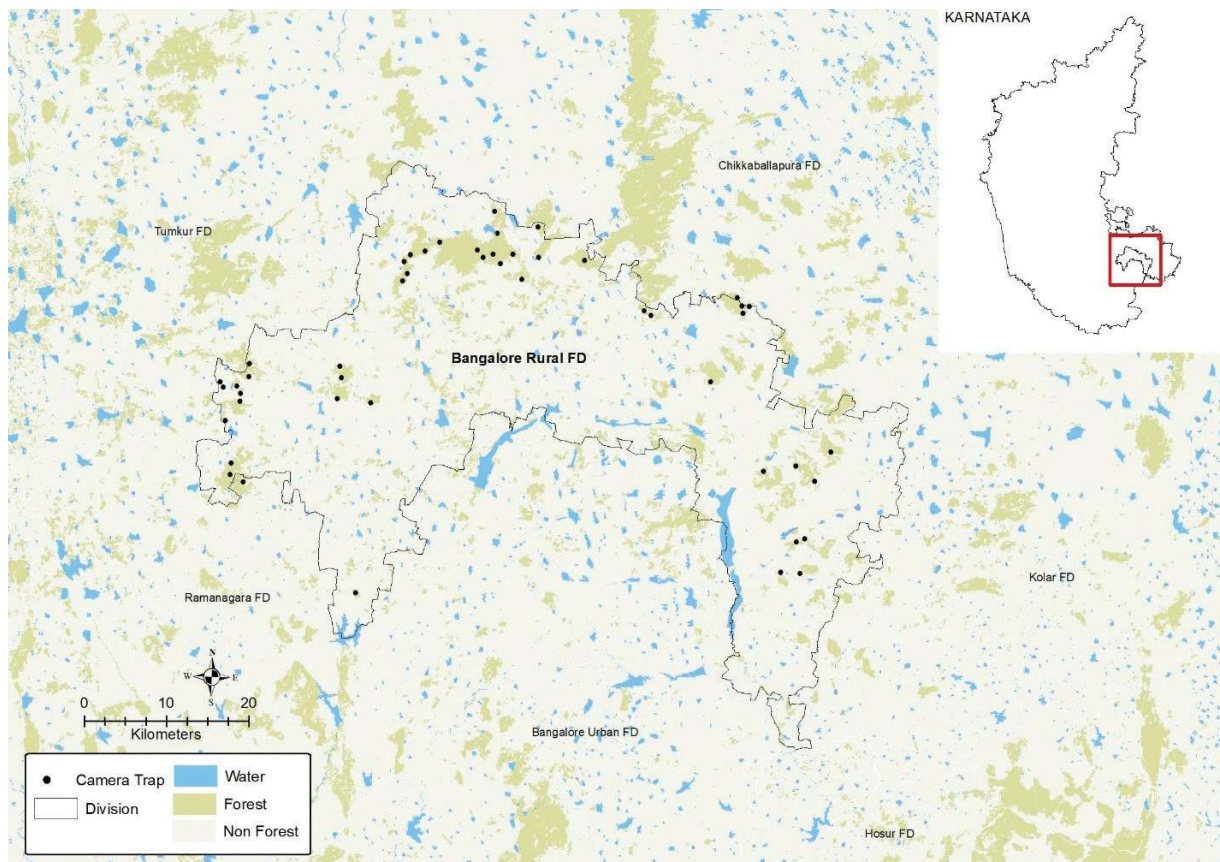 KARNATAKA
Chikkaballapura FD
Tumkur FD
Bangalore Rural FD
Kolar FD
Ramanagara FD
N
W E
S
0 10 20
Kilometers
Bangalore Urban FD
Hosur FD
Camera Trap
Division
Water
Forest
Non Forest